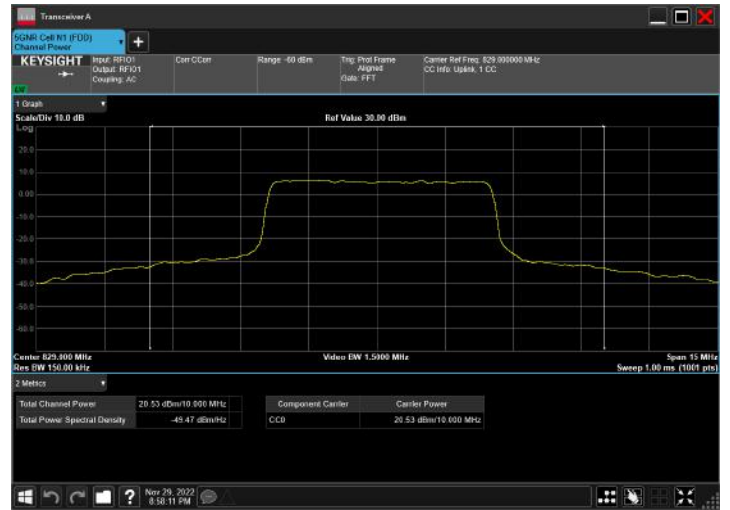 Transceiver A
5GNR Cell N1 (FDD)
Channel Power
KEYSIGHT
Input: RFIO1
Output: RFIO1
Coupling: AC
Corr CCorr
Range: -60 dBm
Trig: Prot Frame
Aligned
Gate: FFT
Carrier Ref Freq: 829.000000 MHz
CC Info: Uplink, 1 CC
1 Graph
Scale/Div 10.0 dB
Ref Value 30.00 dBm
Log
20.0
10.0
0.00
-10.0
-20.0
-30.0
-40.0
-50.0
-60.0
Center 829.000 MHz
Video BW 1.5000 MHz
Span 15 MHz
Res BW 150.00 kHz
Sweep 1.00 ms (1001 pts)
2 Metrics
Total Channel Power 20.53 dBm/10.000 MHz
Total Power Spectral Density -49.47 dBm/Hz
Component Carrier Carrier Power
CC0 20.53 dBm/10.000 MHz
Nov 29, 2022
8:58:11 PM